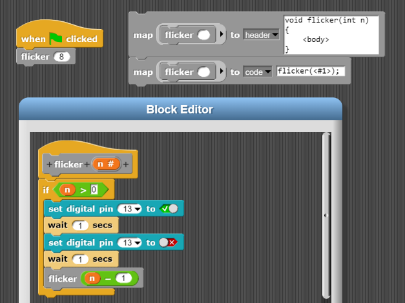 when clicked
flicker 8
map flicker to header void flicker(int n)
{
<body>
}
map flicker to code flicker(<#1>);
Block Editor
+ flicker + n # +
if n > 0
set digital pin 13 to
wait 1 secs
set digital pin 13 to
wait 1 secs
flicker n − 1